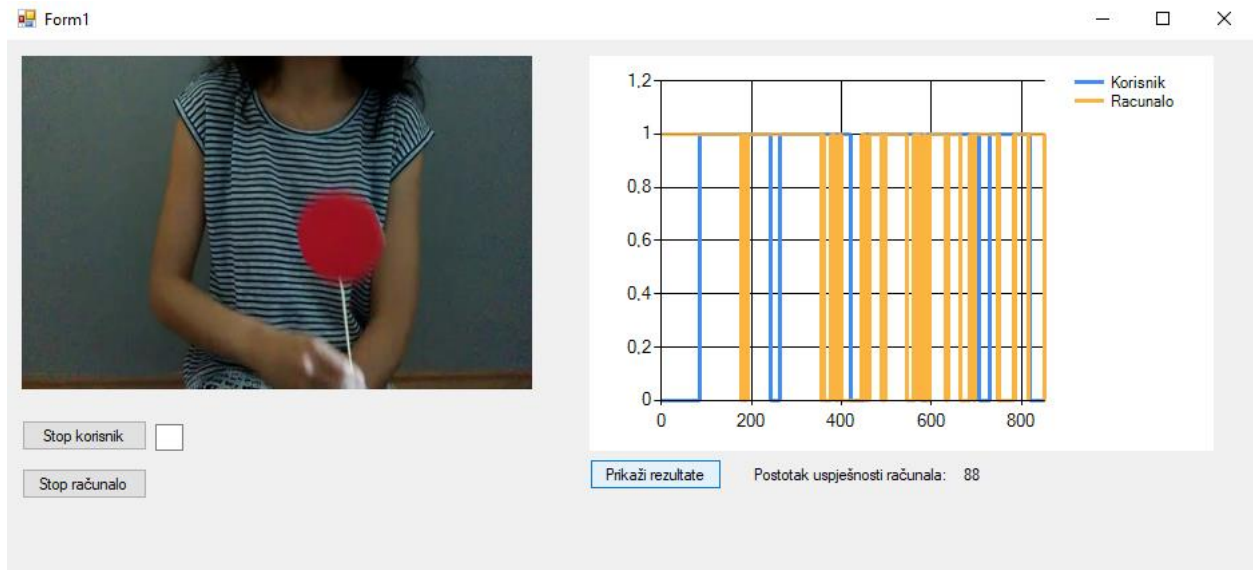 Form1
1,2
1
0.8
0.6
0.4
0,2
0
0
200
400
600
800
Korisnik
Racunalo
Stop korisnik
Stop računalo
Prikaži rezultate
Postotak uspješnosti računala: 88